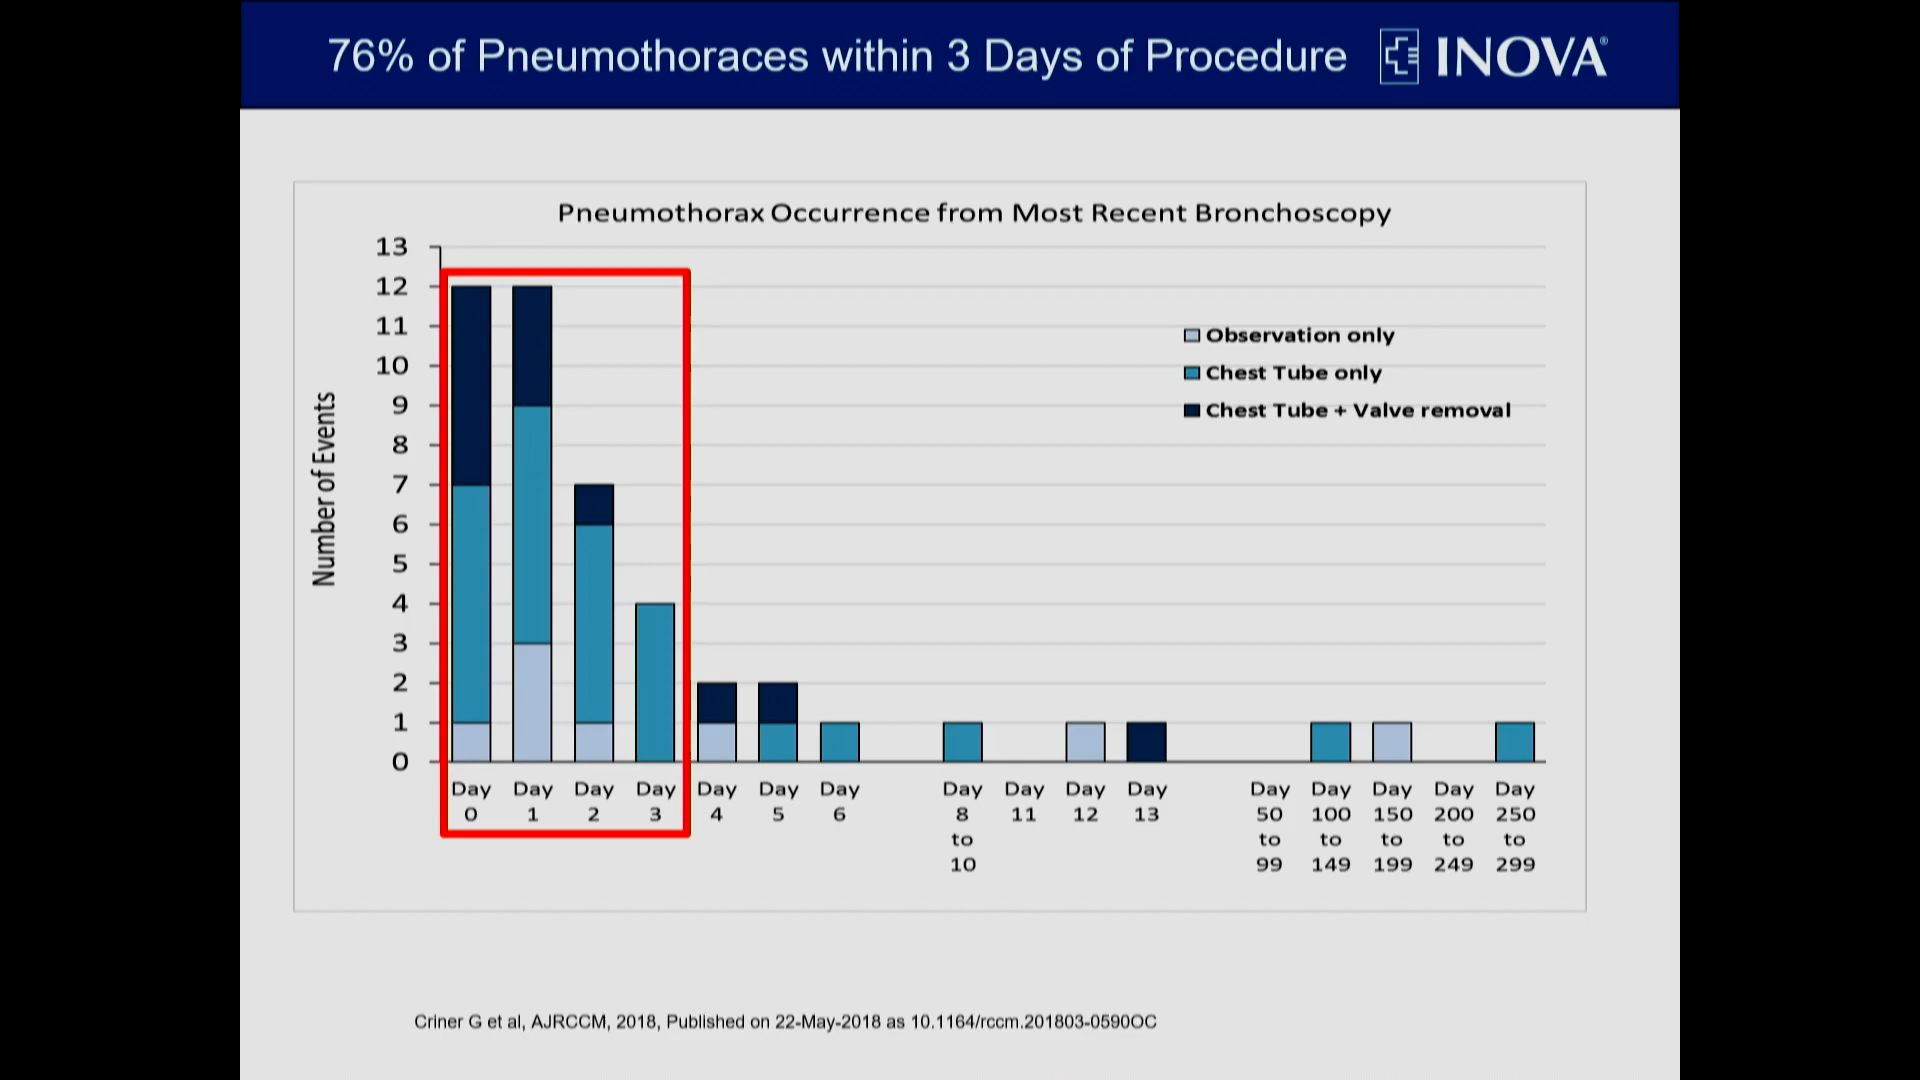 76% of Pneumothoraces within 3 Days of Procedure
INOVA®
Pneumothorax Occurrence from Most Recent Bronchoscopy
Number of Events
13
12
11
10
9
8
7
6
5
4
3
2
1
0
Observation only
Chest Tube only
Chest Tube + Valve removal
Day 0
Day 1
Day 2
Day 3
Day 4
Day 5
Day 6
Day 8 to 10
Day 11
Day 12
Day 13
Day 50 to 99
Day 100 to 149
Day 150 to 199
Day 200 to 249
Day 250 to 299
Criner G et al, AJRCCM, 2018, Published on 22-May-2018 as 10.1164/rccm.201803-0590OC